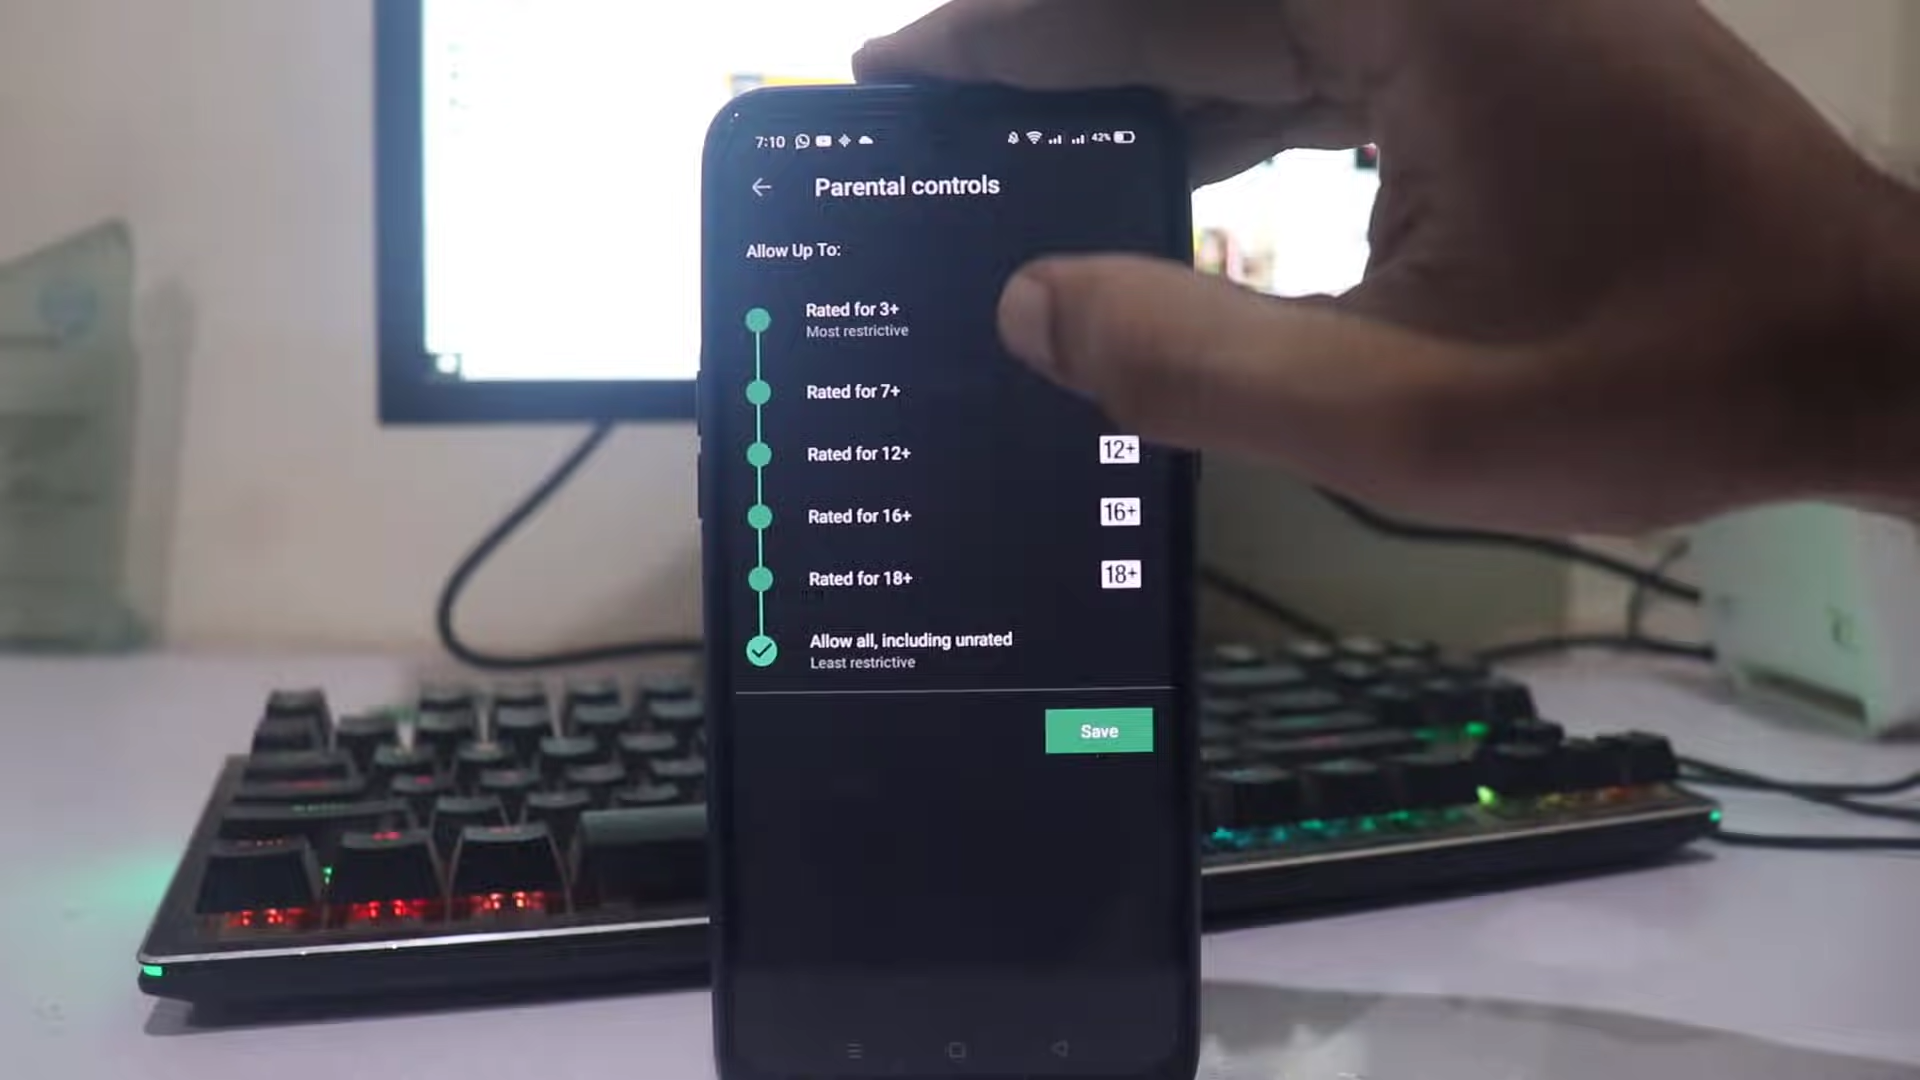 7:10 42%
Parental controls
Allow Up To:
Rated for 3+
Most restrictive
Rated for 7+
Rated for 12+ 12+
Rated for 16+ 16+
Rated for 18+ 18+
Allow all, including unrated
Least restrictive
Save